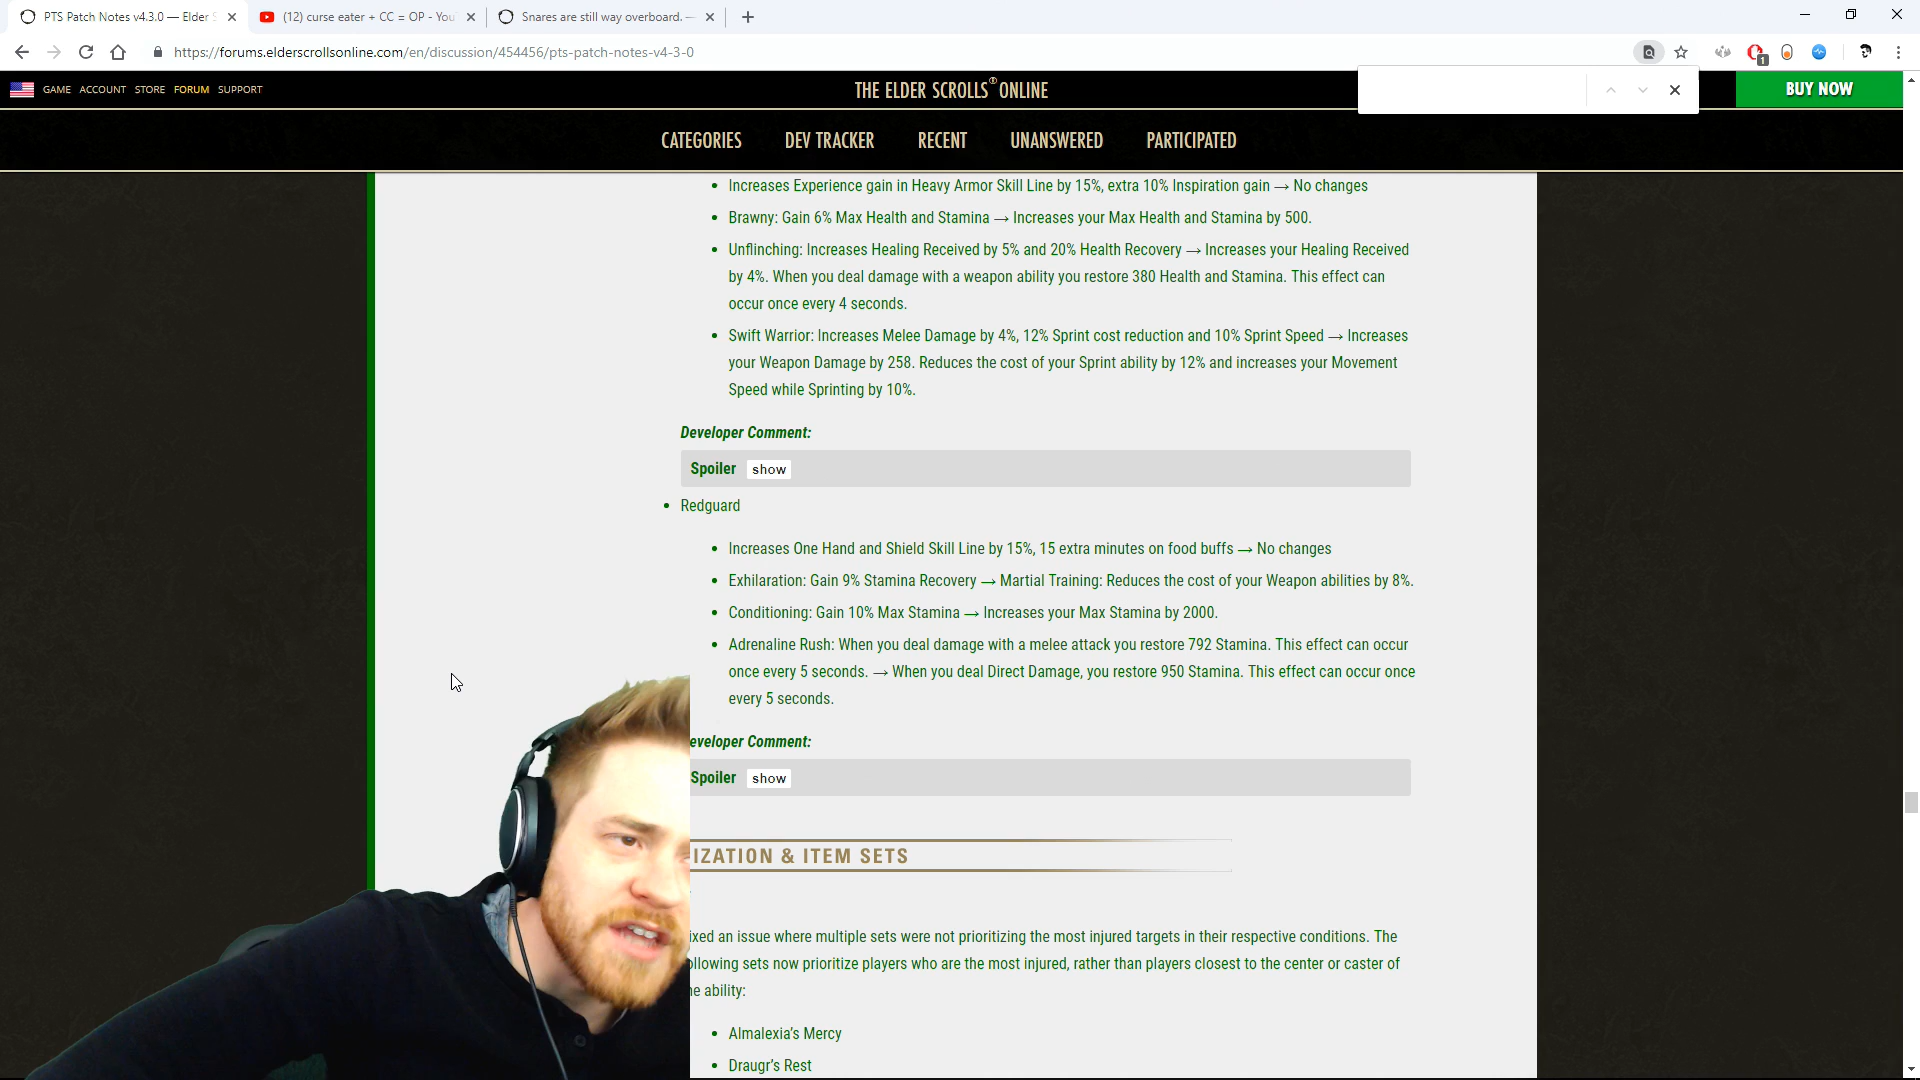 PTS Patch Notes v4.3.0 — Elder S
(12) curse eater + CC = OP - You
Snares are still way overboard. —
https://forums.elderscrollsonline.com/en/discussion/454456/pts-patch-notes-v4-3-0
1
GAME ACCOUNT STORE FORUM SUPPORT
THE ELDER SCROLLS ONLINE
BUY NOW
CATEGORIES DEV TRACKER RECENT UNANSWERED PARTICIPATED
• Increases Experience gain in Heavy Armor Skill Line by 15%, extra 10% Inspiration gain → No changes
• Brawny: Gain 6% Max Health and Stamina → Increases your Max Health and Stamina by 500.
• Unflinching: Increases Healing Received by 5% and 20% Health Recovery → Increases your Healing Received
by 4%. When you deal damage with a weapon ability you restore 380 Health and Stamina. This effect can
occur once every 4 seconds.
• Swift Warrior: Increases Melee Damage by 4%, 12% Sprint cost reduction and 10% Sprint Speed → Increases
your Weapon Damage by 258. Reduces the cost of your Sprint ability by 12% and increases your Movement
Speed while Sprinting by 10%.
Developer Comment:
Spoiler show
• Redguard
• Increases One Hand and Shield Skill Line by 15%, 15 extra minutes on food buffs → No changes
• Exhilaration: Gain 9% Stamina Recovery → Martial Training: Reduces the cost of your Weapon abilities by 8%.
• Conditioning: Gain 10% Max Stamina → Increases your Max Stamina by 2000.
• Adrenaline Rush: When you deal damage with a melee attack you restore 792 Stamina. This effect can occur
once every 5 seconds. → When you deal Direct Damage, you restore 950 Stamina. This effect can occur once
every 5 seconds.
eveloper Comment:
Spoiler show
IZATION & ITEM SETS
ixed an issue where multiple sets were not prioritizing the most injured targets in their respective conditions. The
ollowing sets now prioritize players who are the most injured, rather than players closest to the center or caster of
he ability:
• Almalexia's Mercy
• Draugr's Rest